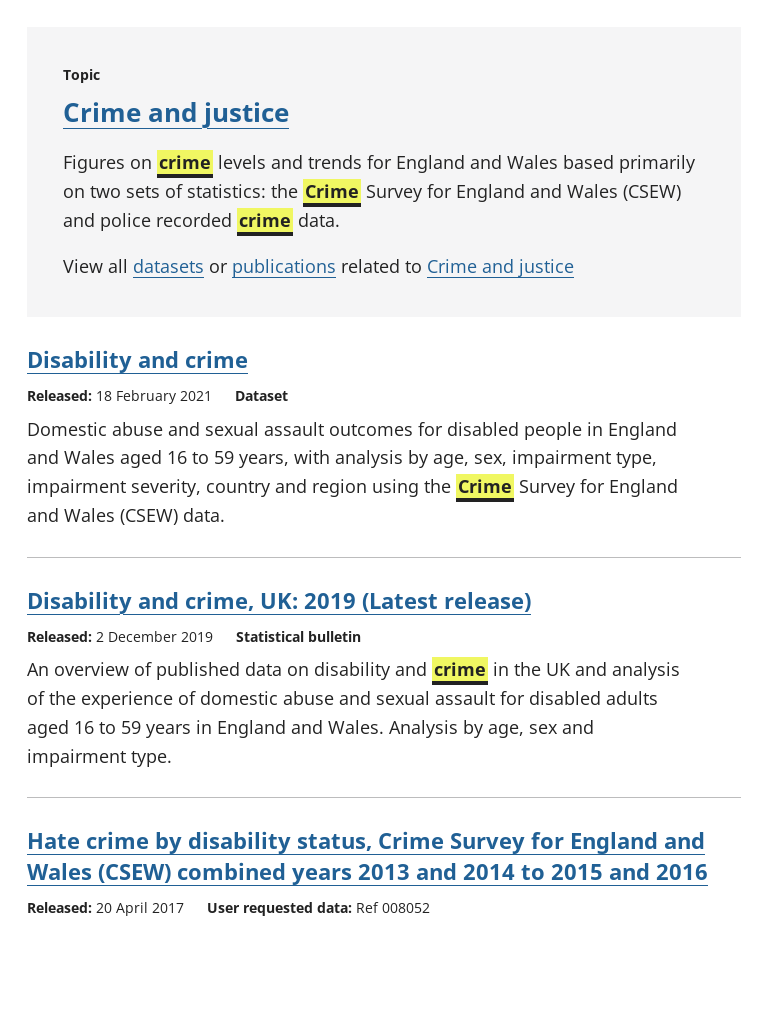 Topic
Crime and justice
Figures on crime levels and trends for England and Wales based primarily
on two sets of statistics: the Crime Survey for England and Wales (CSEW)
and police recorded crime data.
View all datasets or publications related to Crime and justice
Disability and crime
Released: 18 February 2021 Dataset
Domestic abuse and sexual assault outcomes for disabled people in England
and Wales aged 16 to 59 years, with analysis by age, sex, impairment type,
impairment severity, country and region using the Crime Survey for England
and Wales (CSEW) data.
Disability and crime, UK: 2019 (Latest release)
Released: 2 December 2019 Statistical bulletin
An overview of published data on disability and crime in the UK and analysis
of the experience of domestic abuse and sexual assault for disabled adults
aged 16 to 59 years in England and Wales. Analysis by age, sex and
impairment type.
Hate crime by disability status, Crime Survey for England and
Wales (CSEW) combined years 2013 and 2014 to 2015 and 2016
Released: 20 April 2017 User requested data: Ref 008052